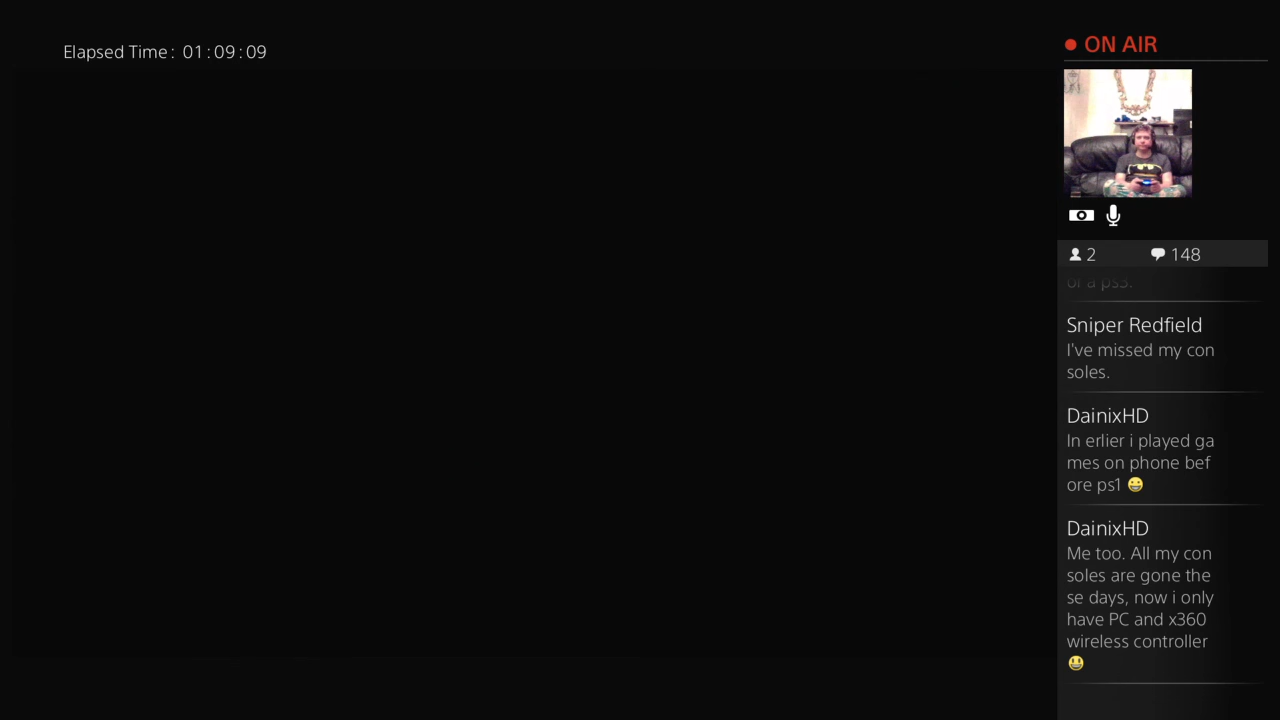 Elapsed Time: 01:09:09
ON AIR
2
148
or a ps3.
Sniper Redfield
I've missed my con
soles.
DainixHD
In erlier i played ga
mes on phone bef
ore ps1 😀
DainixHD
Me too. All my con
soles are gone the
se days, now i only
have PC and x360
wireless controller
😃